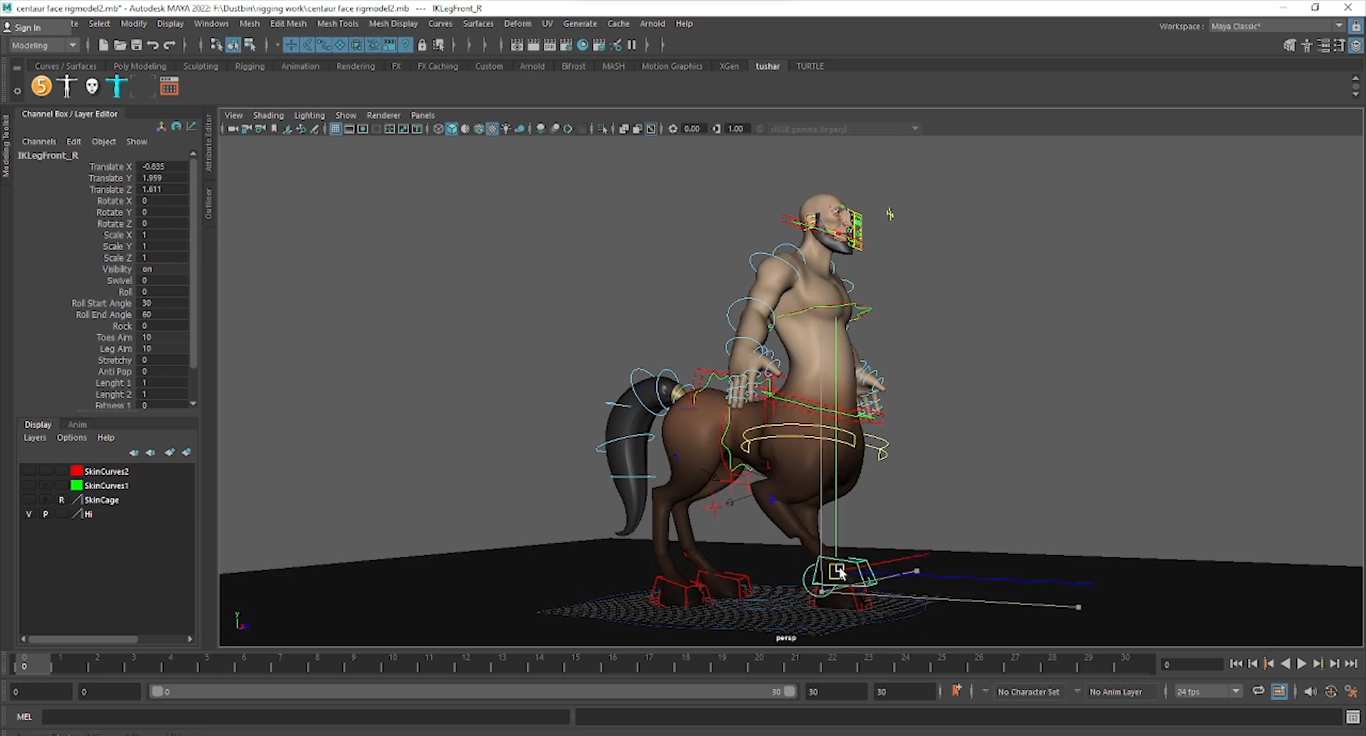 centaur face rigmodel2.mb* - Autodesk MAYA 2022: F:\Dustbin\rigging work\centaur face rigmodel2.mb --- IKLegFront_R
Sign In Select Modify Display Windows Mesh Edit Mesh Mesh Tools Mesh Display Curves Surfaces Deform UV Generate Cache Arnold Help Workspace : Maya Classic*
Modeling
Curves / Surfaces Poly Modeling Sculpting Rigging Animation Rendering FX FX Caching Custom Arnold Bifrost MASH Motion Graphics XGen tushar TURTLE
Channel Box / Layer Editor
View Shading Lighting Show Renderer Panels
0.00 1.00 sRGB gamma (legacy)
Modeling Toolkit
Attribute Editor
Outliner
Channels Edit Object Show
IKLegFront_R
Translate X -0.835
Translate Y 1.959
Translate Z 1.611
Rotate X 0
Rotate Y 0
Rotate Z 0
Scale X 1
Scale Y 1
Scale Z 1
Visibility on
Swivel 0
Roll 0
Roll Start Angle 30
Roll End Angle 60
Rock 0
Toes Aim 10
Leg Aim 10
Stretchy 0
Anti Pop 0
Lenght 1 1
Lenght 2 1
Fatness 1 0
Display Anim
Layers Options Help
SkinCurves2
SkinCurves1
R SkinCage
V P Hi
persp
0 1 2 3 4 5 6 7 8 9 10 11 12 13 14 15 16 17 18 19 20 21 22 23 24 25 26 27 28 29 30
0 0
0 0 0 30 30 30 No Character Set No Anim Layer 24 fps
MEL